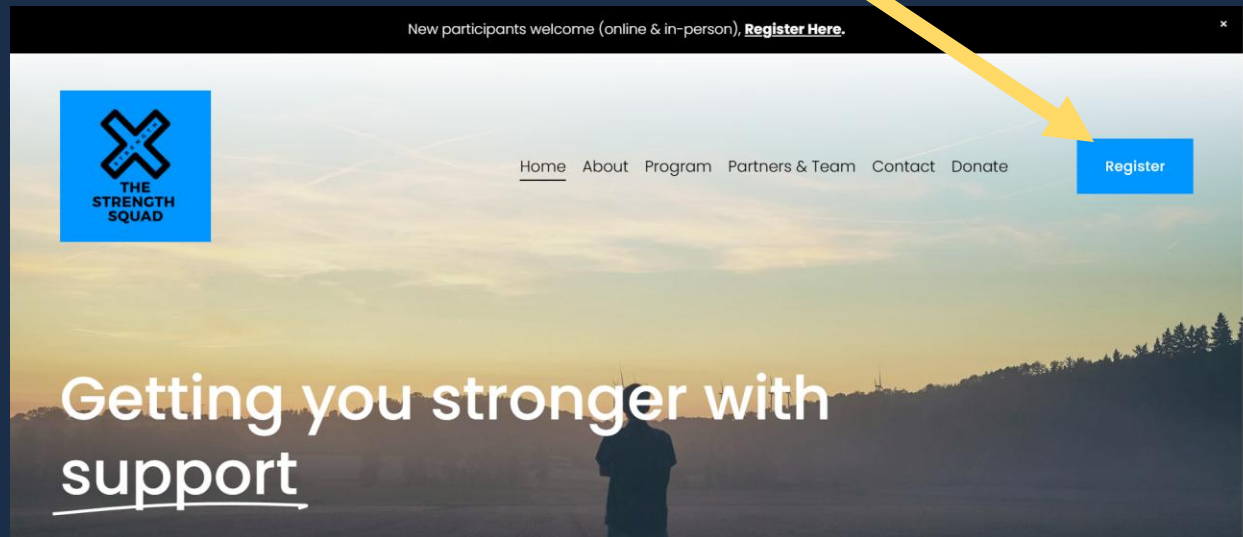 New participants welcome (online & in-person), Register Here.
×
STRENGTH
THE
STRENGTH
SQUAD
Home About Program Partners & Team Contact Donate
Register
Getting you stronger with
support